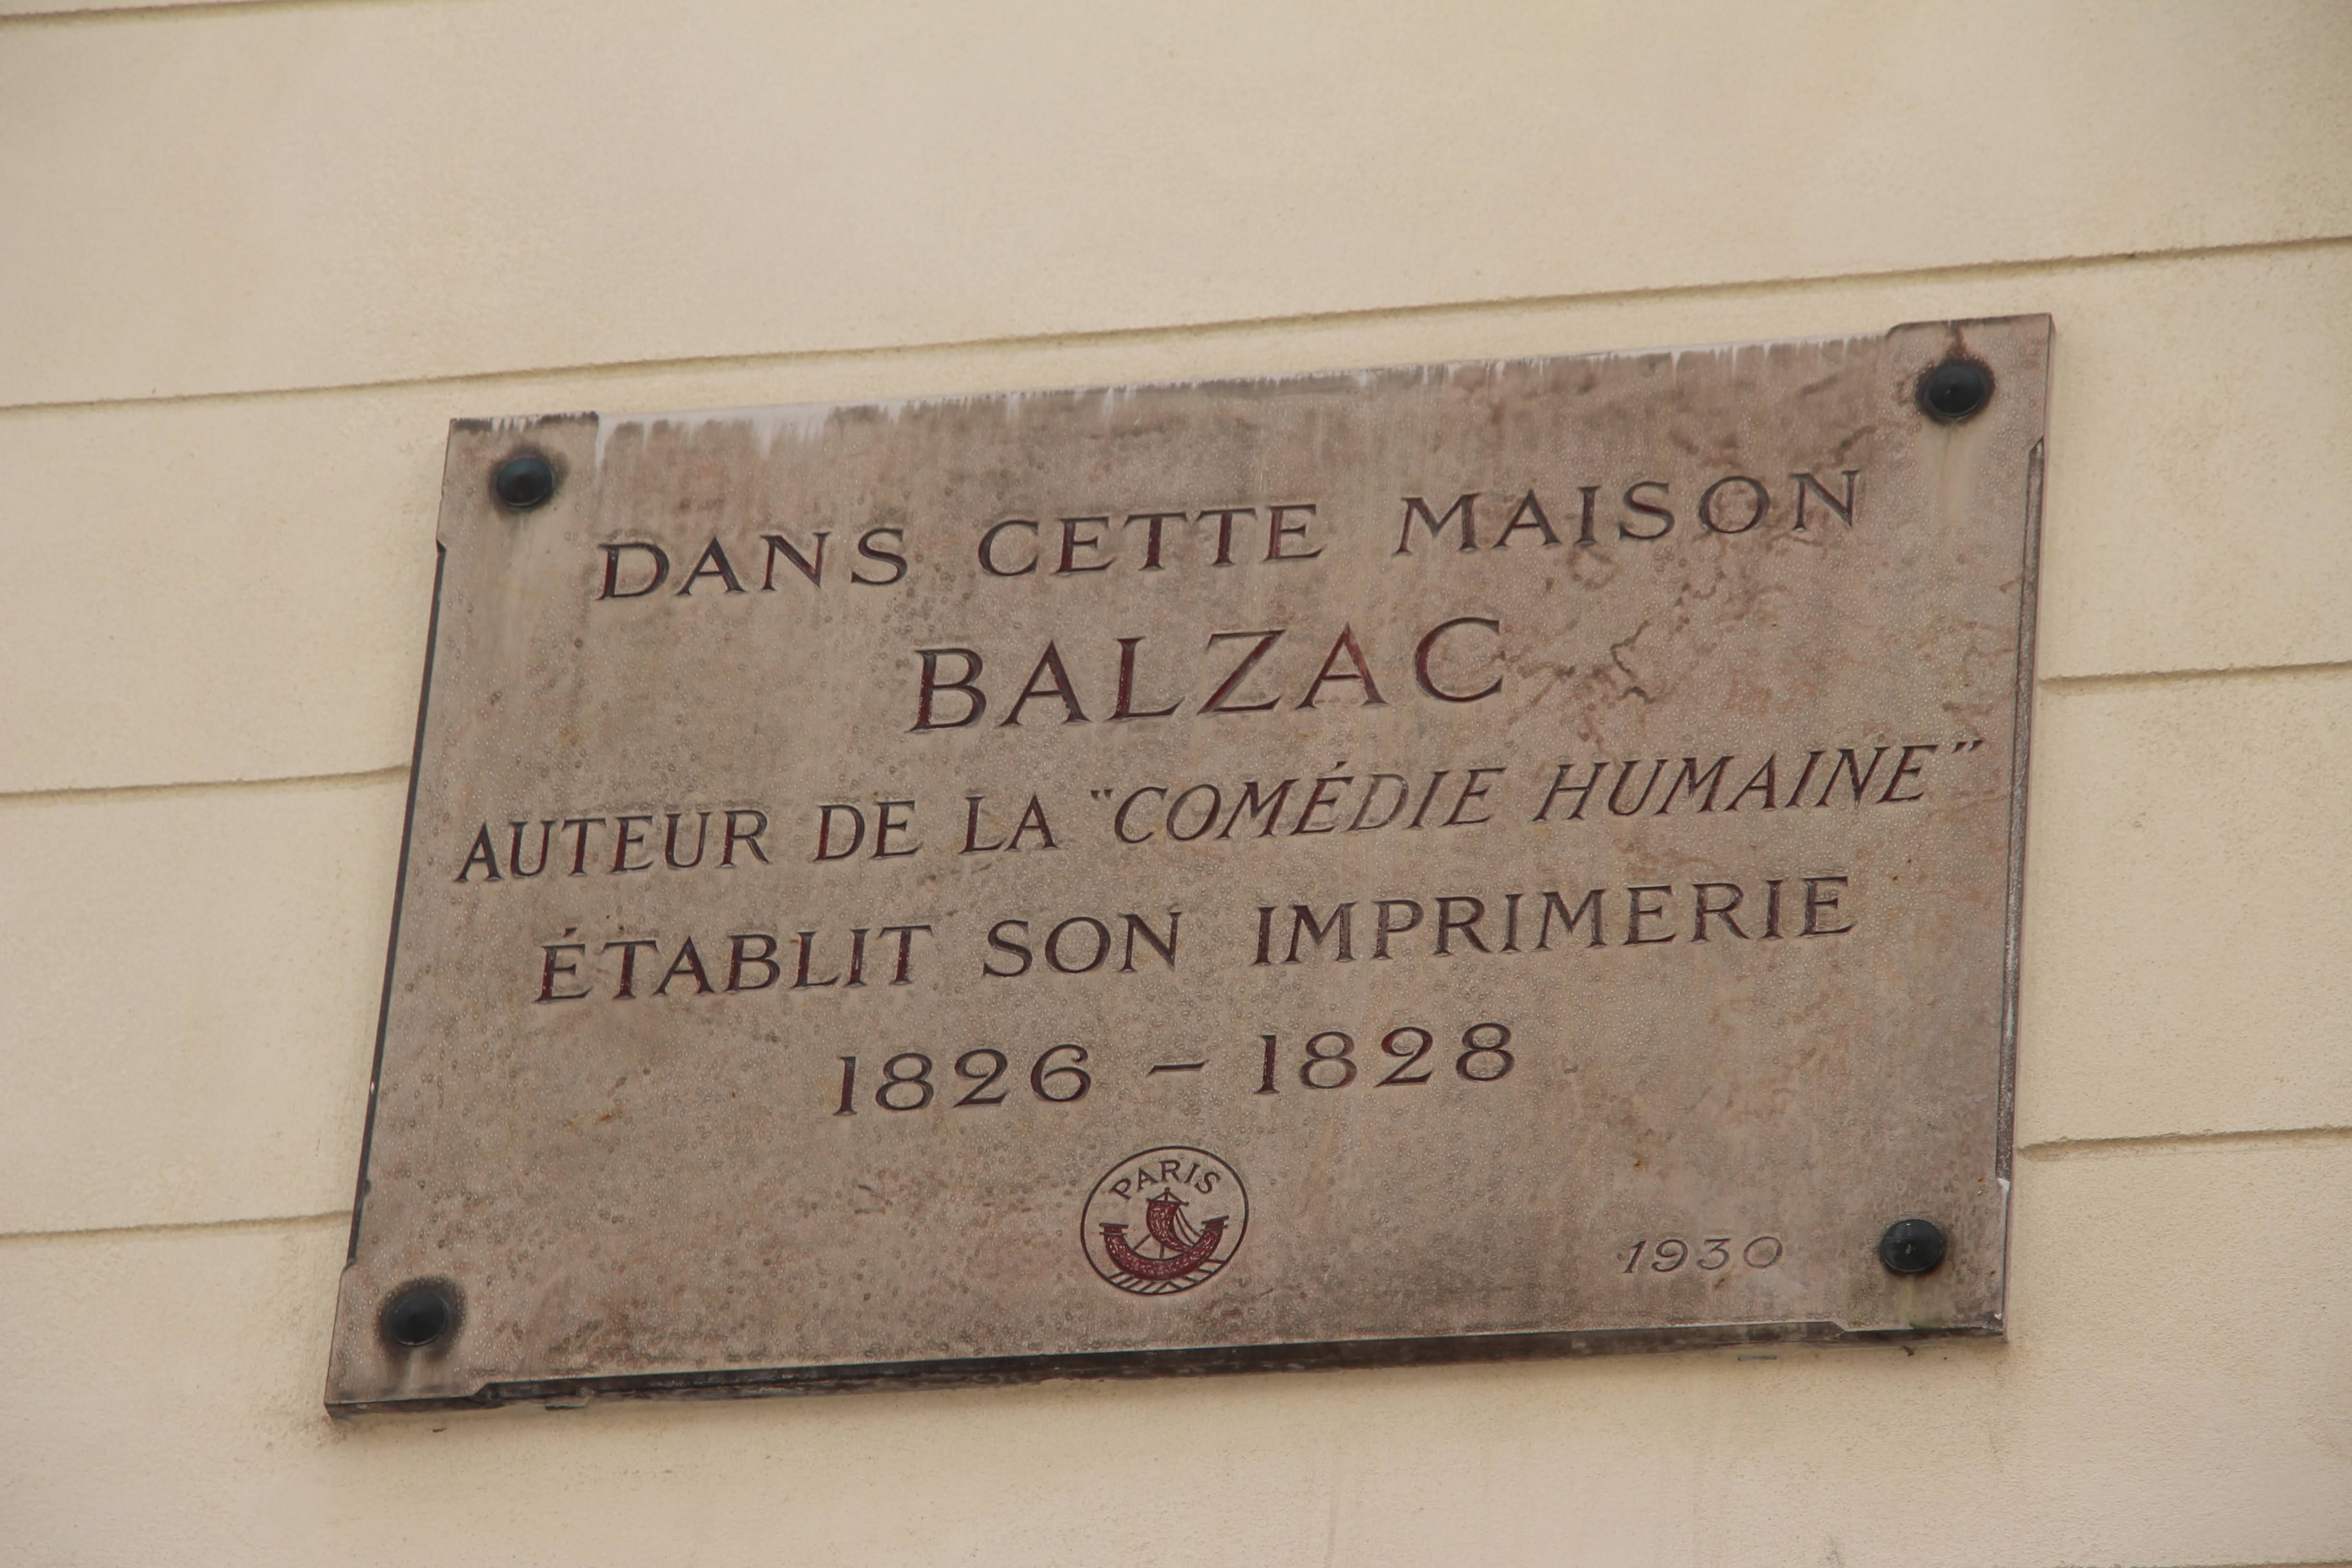 DANS CETTE MAISON
BALZAC
AUTEUR DE LA "COMÉDIE HUMAINE"
ÉTABLIT SON IMPRIMERIE
1826 – 1828
PARIS
1930